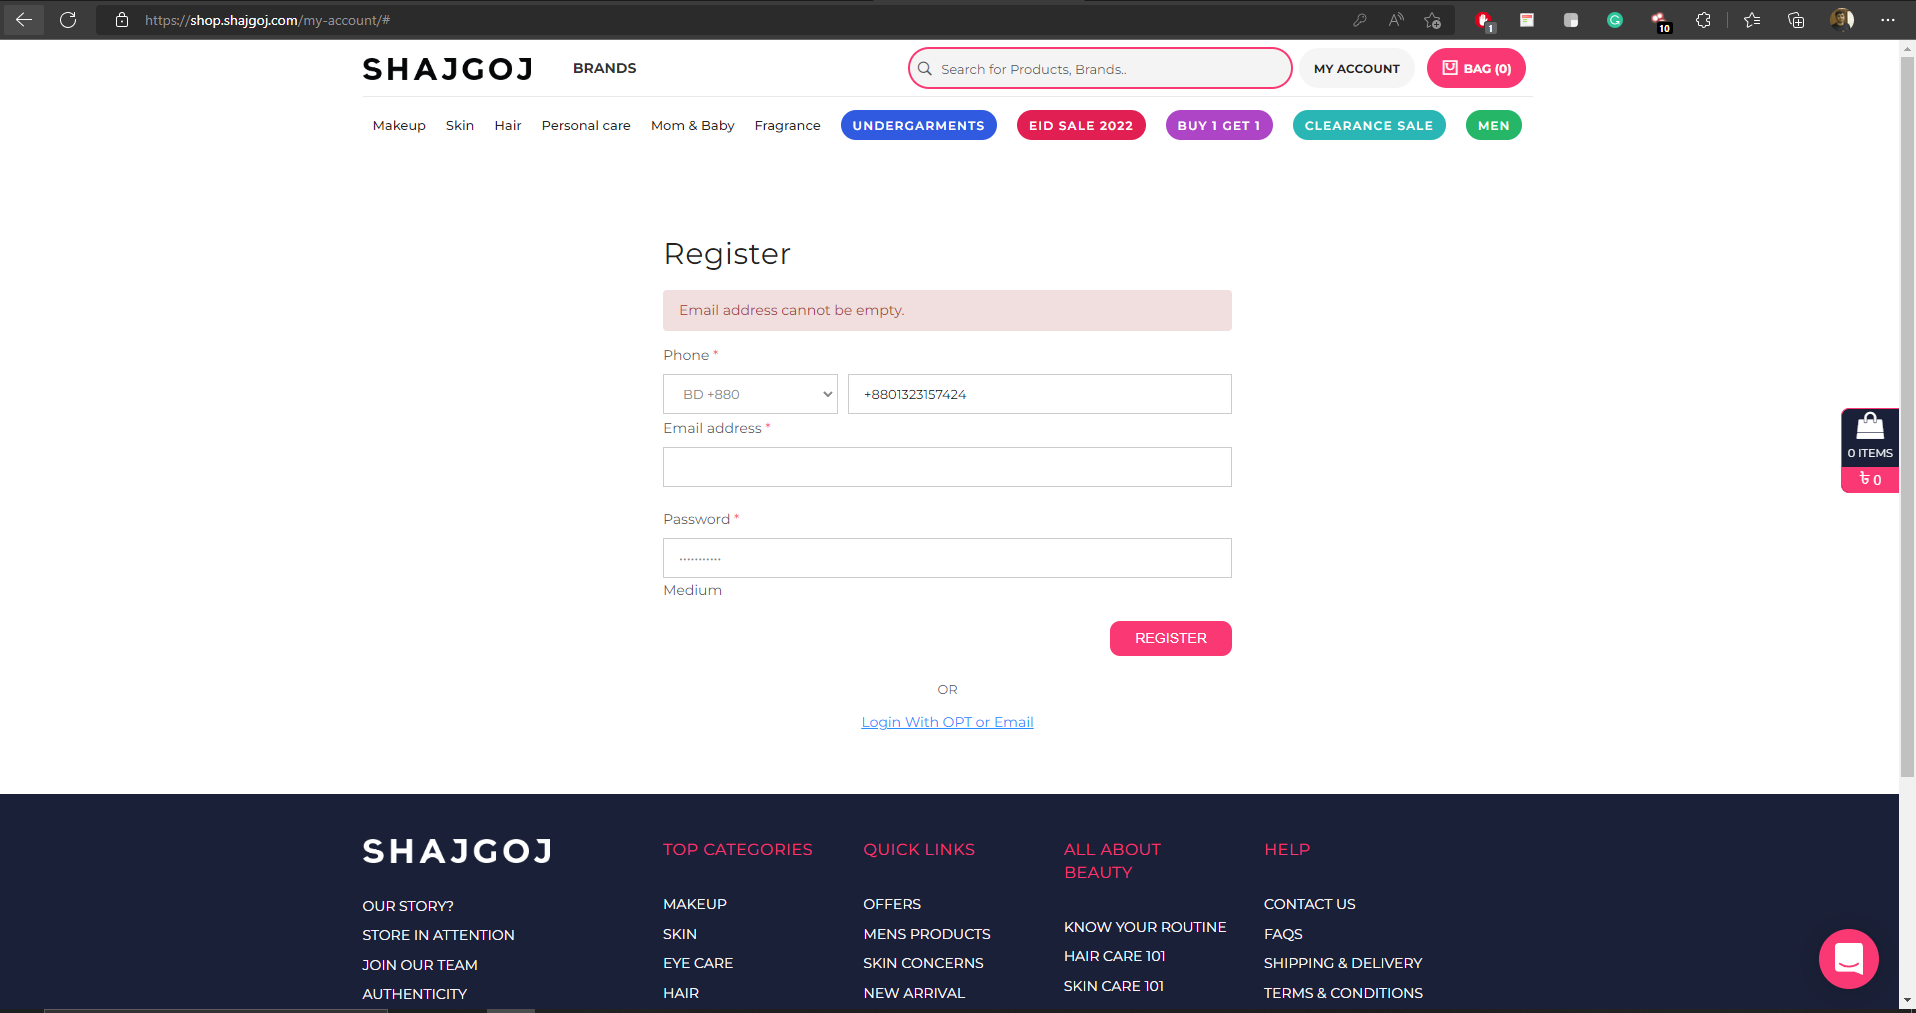 https://shop.shajgoj.com/my-account/#
1
10
SHAJGOJ
BRANDS
Search for Products, Brands..
MY ACCOUNT
BAG (0)
Makeup Skin Hair Personal care Mom & Baby Fragrance UNDERGARMENTS EID SALE 2022 BUY 1 GET 1 CLEARANCE SALE MEN
Register
Email address cannot be empty.
Phone *
BD +880
+8801323157424
Email address *
Password *
Medium
REGISTER
OR
Login With OPT or Email
0 ITEMS
৳ 0
SHAJGOJ
OUR STORY?
STORE IN ATTENTION
JOIN OUR TEAM
AUTHENTICITY
TOP CATEGORIES
MAKEUP
SKIN
EYE CARE
HAIR
QUICK LINKS
OFFERS
MENS PRODUCTS
SKIN CONCERNS
NEW ARRIVAL
ALL ABOUT
BEAUTY
KNOW YOUR ROUTINE
HAIR CARE 101
SKIN CARE 101
HELP
CONTACT US
FAQS
SHIPPING & DELIVERY
TERMS & CONDITIONS